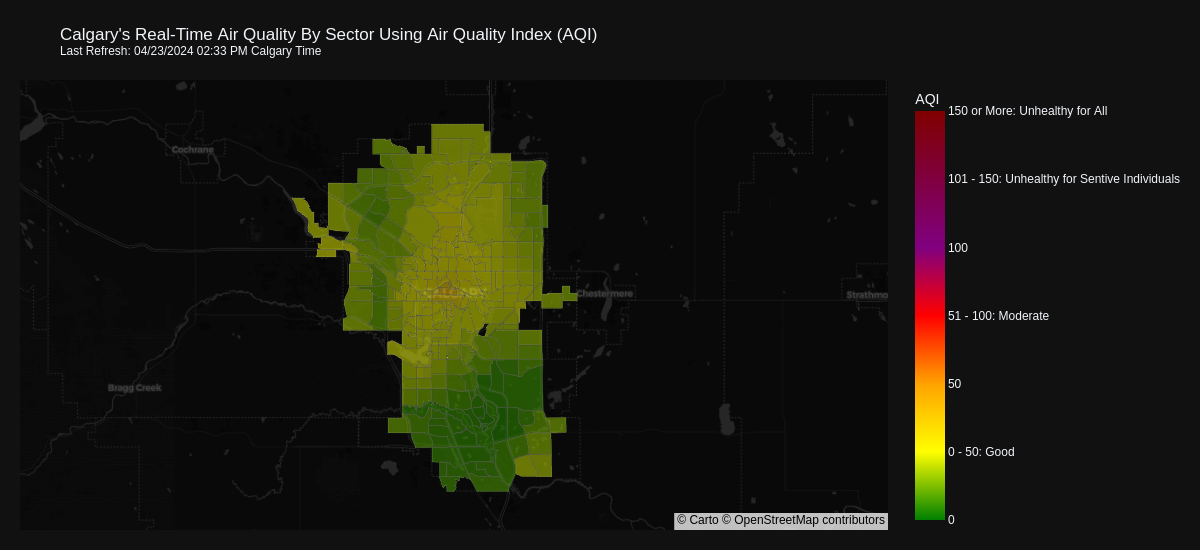 Calgary's Real-Time Air Quality By Sector Using Air Quality Index (AQI)
Last Refresh: 04/23/2024 02:33 PM Calgary Time
AQI
150 or More: Unhealthy for All
Cochrane
101 - 150: Unhealthy for Sentive Individuals
100
Chestermere
Strathmo
51 - 100: Moderate
50
Bragg Creek
0 - 50: Good
0
© Carto © OpenStreetMap contributors